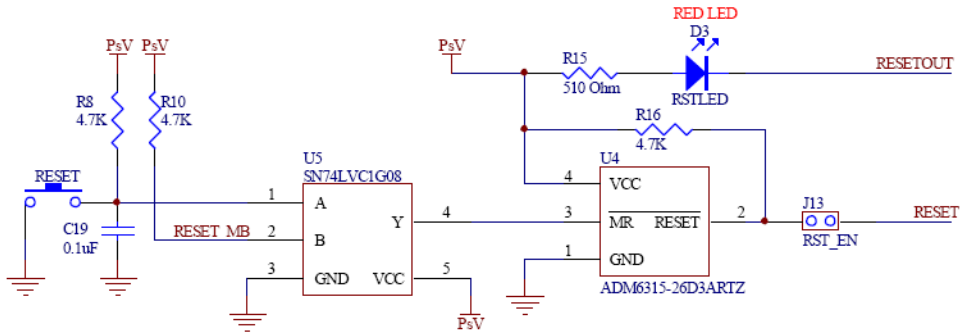 RED LED
D3
PsV
PsV
PsV
R15
510 Ohm
RSTLED
RESETOUT
R8
4.7K
R10
4.7K
R16
4.7K
U5
SN74LVC1G08
U4
RESET
1
A
4
VCC
J13
C19
0.1uF
RESET_MB
2
B
Y
4
3
MR
RESET
2
RESET
RST_EN
3
GND
VCC
5
1
GND
ADM6315-26D3ARTZ
PsV